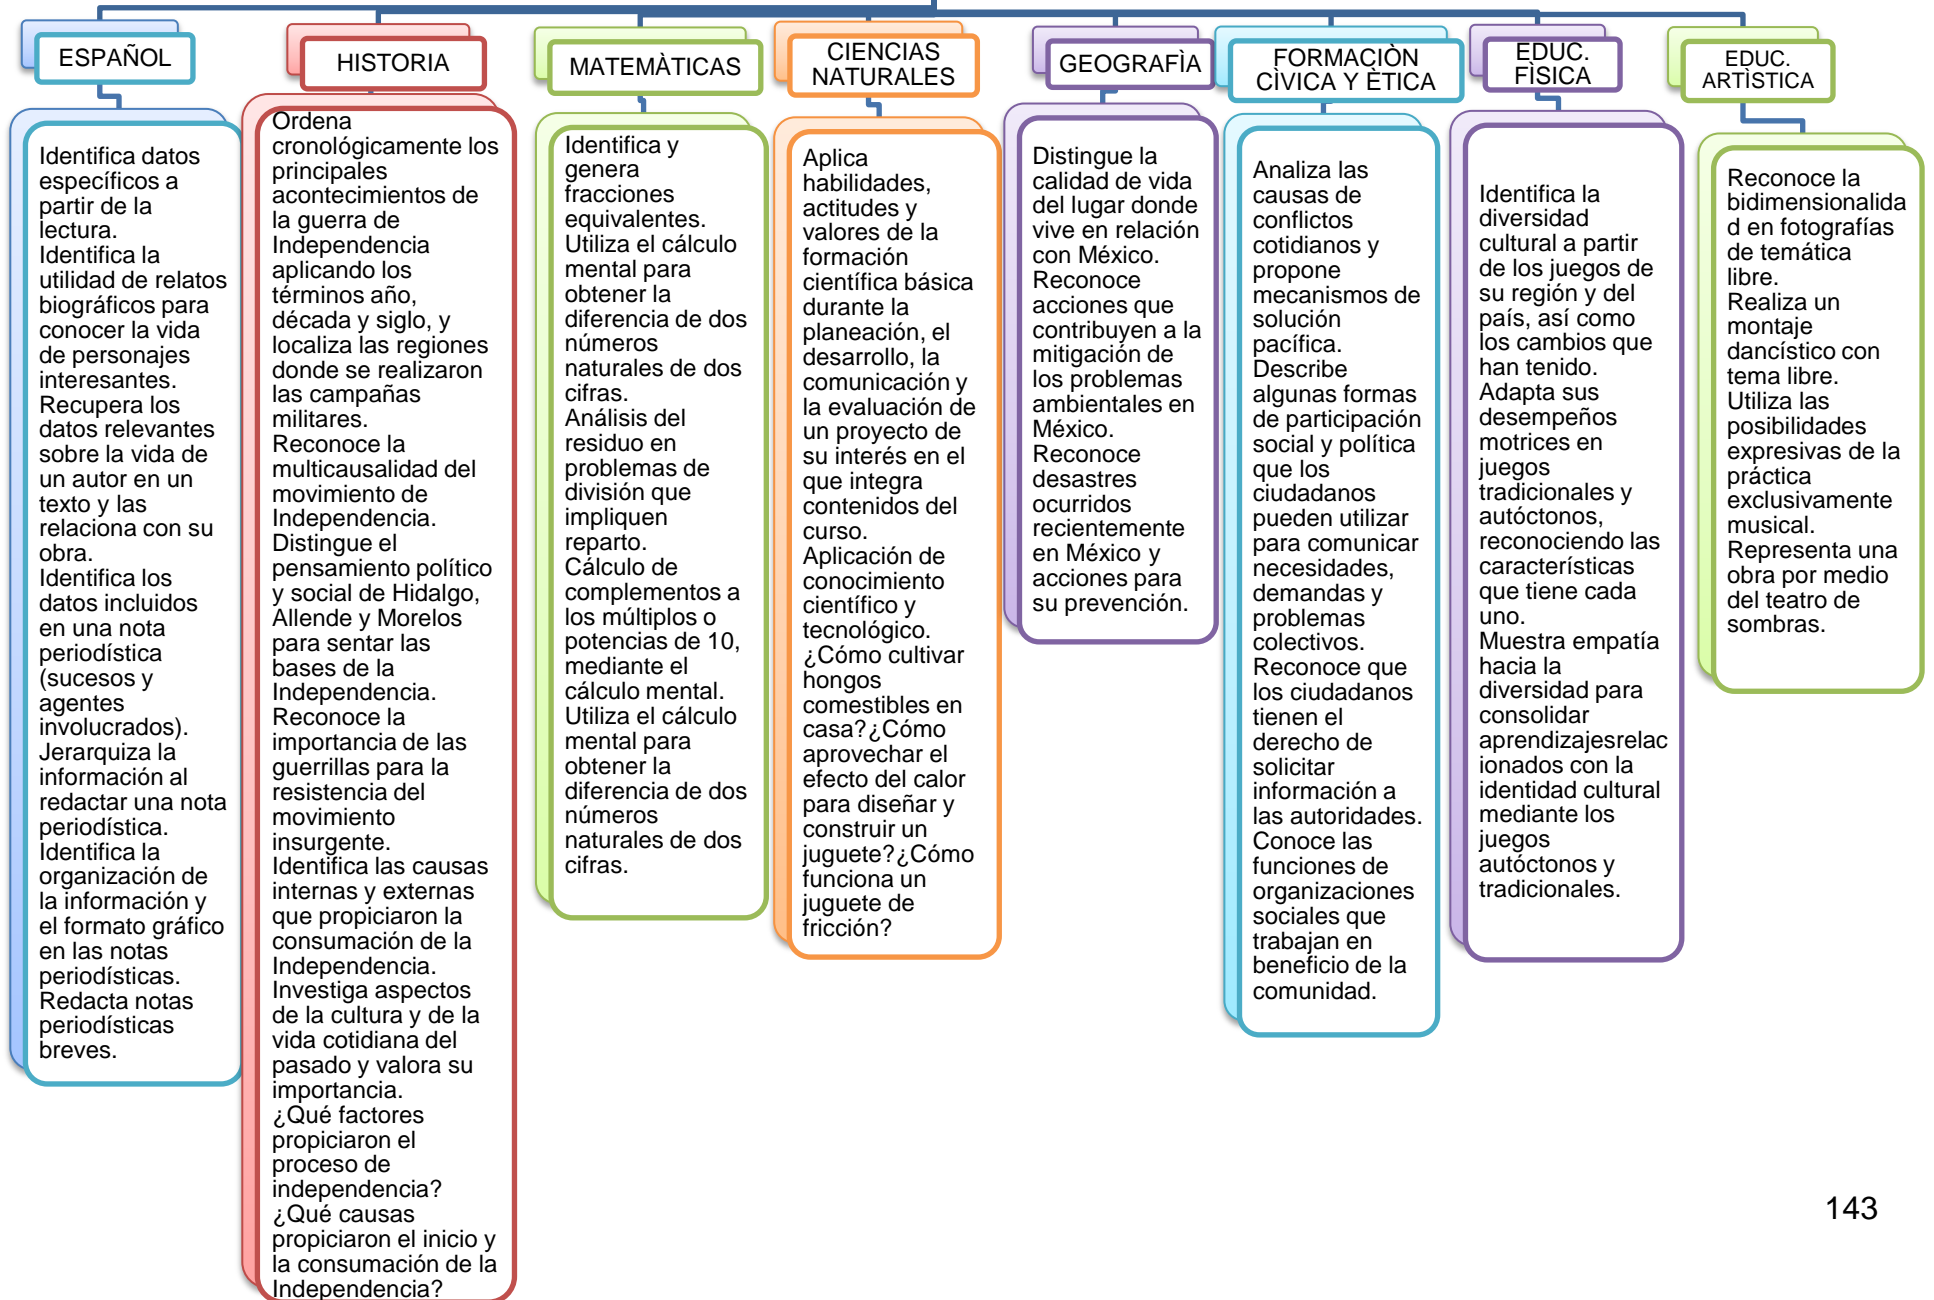 ESPAÑOL
Identifica datos
específicos a
partir de la
lectura.
Identifica la
utilidad de relatos
biográficos para
conocer la vida
de personajes
interesantes.
Recupera los
datos relevantes
sobre la vida de
un autor en un
texto y las
relaciona con su
obra.
Identifica los
datos incluidos
en una nota
periodística
(sucesos y
agentes
involucrados).
Jerarquiza la
información al
redactar una nota
periodística.
Identifica la
organización de
la información y
el formato gráfico
en las notas
periodísticas.
Redacta notas
periodísticas
breves.
HISTORIA
Ordena
cronológicamente los
principales
acontecimientos de
la guerra de
Independencia
aplicando los
términos año,
década y siglo, y
localiza las regiones
donde se realizaron
las campañas
militares.
Reconoce la
multicausalidad del
movimiento de
Independencia.
Distingue el
pensamiento político
y social de Hidalgo,
Allende y Morelos
para sentar las
bases de la
Independencia.
Reconoce la
importancia de las
guerrillas para la
resistencia del
movimiento
insurgente.
Identifica las causas
internas y externas
que propiciaron la
consumación de la
Independencia.
Investiga aspectos
de la cultura y de la
vida cotidiana del
pasado y valora su
importancia.
¿Qué factores
propiciaron el
proceso de
independencia?
¿Qué causas
propiciaron el inicio y
la consumación de la
Independencia?
MATEMÀTICAS
Identifica y
genera
fracciones
equivalentes.
Utiliza el cálculo
mental para
obtener la
diferencia de dos
números
naturales de dos
cifras.
Análisis del
residuo en
problemas de
división que
impliquen
reparto.
Cálculo de
complementos a
los múltiplos o
potencias de 10,
mediante el
cálculo mental.
Utiliza el cálculo
mental para
obtener la
diferencia de dos
números
naturales de dos
cifras.
CIENCIAS
NATURALES
Aplica
habilidades,
actitudes y
valores de la
formación
científica básica
durante la
planeación, el
desarrollo, la
comunicación y
la evaluación de
un proyecto de
su interés en el
que integra
contenidos del
curso.
Aplicación de
conocimiento
científico y
tecnológico.
¿Cómo cultivar
hongos
comestibles en
casa?¿Cómo
aprovechar el
efecto del calor
para diseñar y
construir un
juguete?¿Cómo
funciona un
juguete de
fricción?
GEOGRAFÌA
Distingue la
calidad de vida
del lugar donde
vive en relación
con México.
Reconoce
acciones que
contribuyen a la
mitigación de
los problemas
ambientales en
México.
Reconoce
desastres
ocurridos
recientemente
en México y
acciones para
su prevención.
FORMACIÒN
CÌVICA Y ÈTICA
Analiza las
causas de
conflictos
cotidianos y
propone
mecanismos de
solución
pacífica.
Describe
algunas formas
de participación
social y política
que los
ciudadanos
pueden utilizar
para comunicar
necesidades,
demandas y
problemas
colectivos.
Reconoce que
los ciudadanos
tienen el
derecho de
solicitar
información a
las autoridades.
Conoce las
funciones de
organizaciones
sociales que
trabajan en
beneficio de la
comunidad.
EDUC.
FÌSICA
Identifica la
diversidad
cultural a partir
de los juegos de
su región y del
país, así como
los cambios que
han tenido.
Adapta sus
desempeños
motrices en
juegos
tradicionales y
autóctonos,
reconociendo las
características
que tiene cada
uno.
Muestra empatía
hacia la
diversidad para
consolidar
aprendizajesrelac
ionados con la
identidad cultural
mediante los
juegos
autóctonos y
tradicionales.
EDUC.
ARTÌSTICA
Reconoce la
bidimensionalida
d en fotografías
de temática
libre.
Realiza un
montaje
dancístico con
tema libre.
Utiliza las
posibilidades
expresivas de la
práctica
exclusivamente
musical.
Representa una
obra por medio
del teatro de
sombras.
143